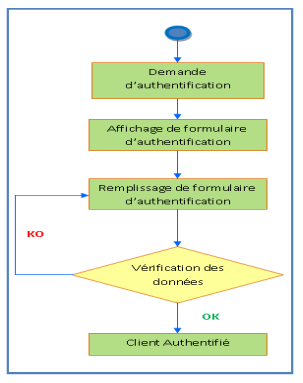 Demande
d'authentification
Affichage de formulaire
d'authentification
Remplissage de formulaire
d'authentification
KO
Vérification des
données
OK
Client Authentifié